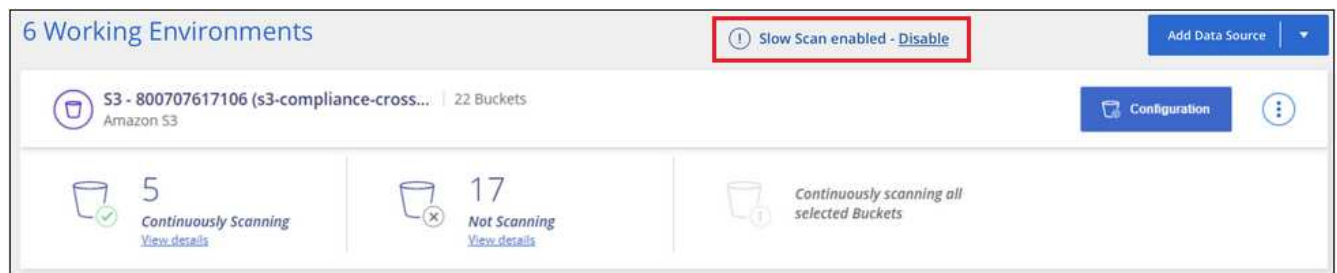 6 Working Environments
Slow Scan enabled - Disable
Add Data Source
S3 - 800707617106 (s3-compliance-cross... 22 Buckets
Amazon S3
Configuration
5
Continuously Scanning
View details
17
Not Scanning
View details
Continuously scanning all
selected Buckets